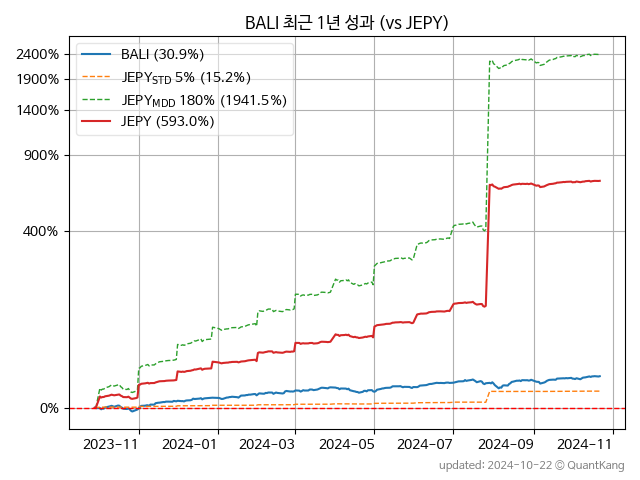 BALI 최근 1년 성과 (vs JEPY)
2400%
1900%
1400%
900%
400%
0%
BALI (30.9%)
JEPYSTD 5% (15.2%)
JEPYMDD 180% (1941.5%)
JEPY (593.0%)
2023−11
2024−01
2024−03
2024−05
2024−07
2024−09
2024−11
updated: 2024-10-22 © QuantKang